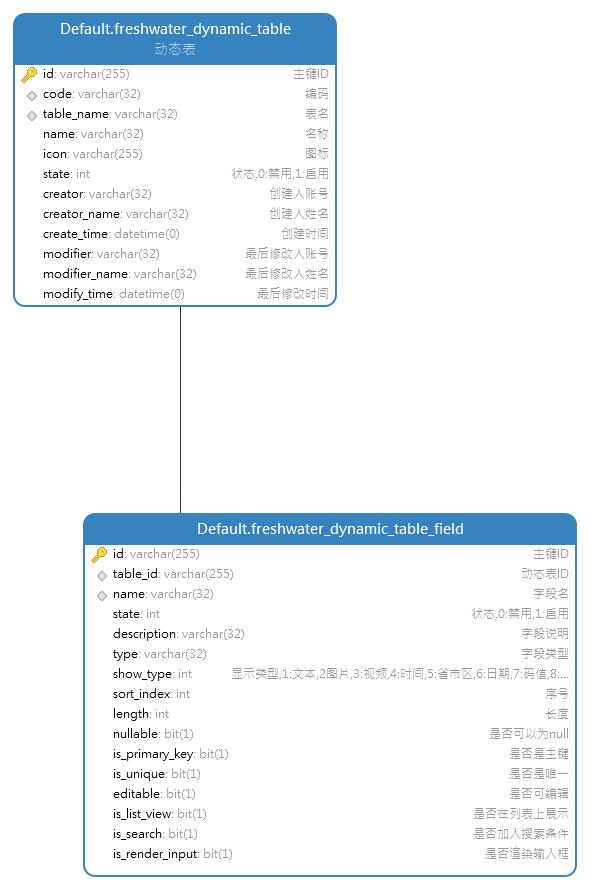 Default.freshwater_dynamic_table
动态表
id: varchar(255) 主键ID
code: varchar(32) 编码
table_name: varchar(32) 表名
name: varchar(32) 名称
icon: varchar(255) 图标
state: int 状态,0:禁用,1:启用
creator: varchar(32) 创建人账号
creator_name: varchar(32) 创建人姓名
create_time: datetime(0) 创建时间
modifier: varchar(32) 最后修改人账号
modifier_name: varchar(32) 最后修改人姓名
modify_time: datetime(0) 最后修改时间
Default.freshwater_dynamic_table_field
id: varchar(255) 主键ID
table_id: varchar(255) 动态表ID
name: varchar(32) 字段名
state: int 状态,0:禁用,1:启用
description: varchar(32) 字段说明
type: varchar(32) 字段类型
show_type: int 显示类型,1:文本,2图片,3:视频,4:时间,5:省市区,6:日期,7:码值,8:...
sort_index: int 序号
length: int 长度
nullable: bit(1) 是否可以为null
is_primary_key: bit(1) 是否是主键
is_unique: bit(1) 是否是唯一
editable: bit(1) 是否可编辑
is_list_view: bit(1) 是否在列表上展示
is_search: bit(1) 是否加入搜索条件
is_render_input: bit(1) 是否渲染输入框